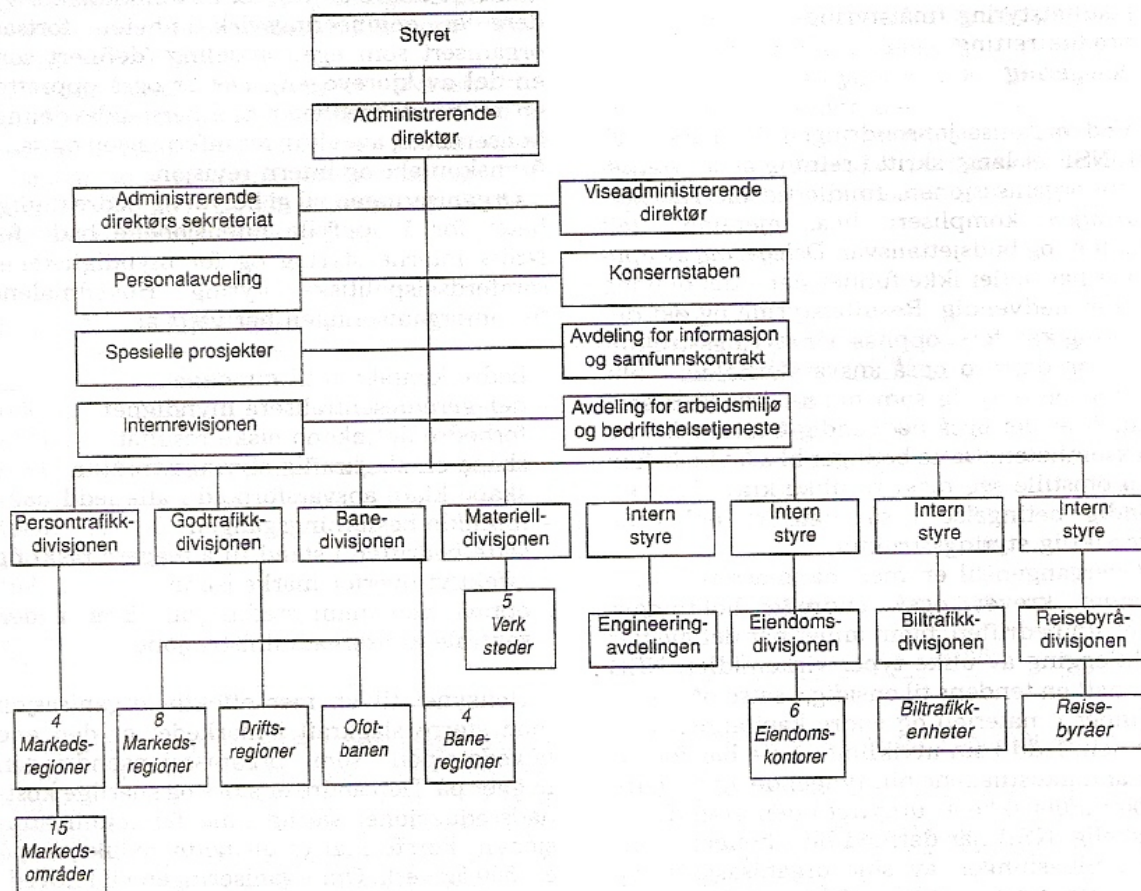 Styret
Administrerende
direktør
Administrerende
direktørs sekretariat
Viseadministrerende
direktør
Personalavdeling
Konsernstaben
Spesielle prosjekter
Avdeling for informasjon
og samfunnskontrakt
Internrevisjonen
Avdeling for arbeidsmiljø
og bedriftshelsetjeneste
Persontrafikk-
divisjonen
Godtrafikk-
divisjonen
Bane-
divisjonen
Materiell-
divisjonen
Intern
styre
Intern
styre
Intern
styre
Intern
styre
5
Verk
steder
Engineering-
avdelingen
Eiendoms-
divisjonen
Biltrafikk-
divisjonen
Reisebyrå-
divisjonen
4
Markeds-
regioner
8
Markeds-
regioner
Drifts-
regioner
Ofot-
banen
4
Bane-
regioner
6
Eiendoms-
kontorer
Biltrafikk-
enheter
Reise-
byråer
15
Markeds-
områder